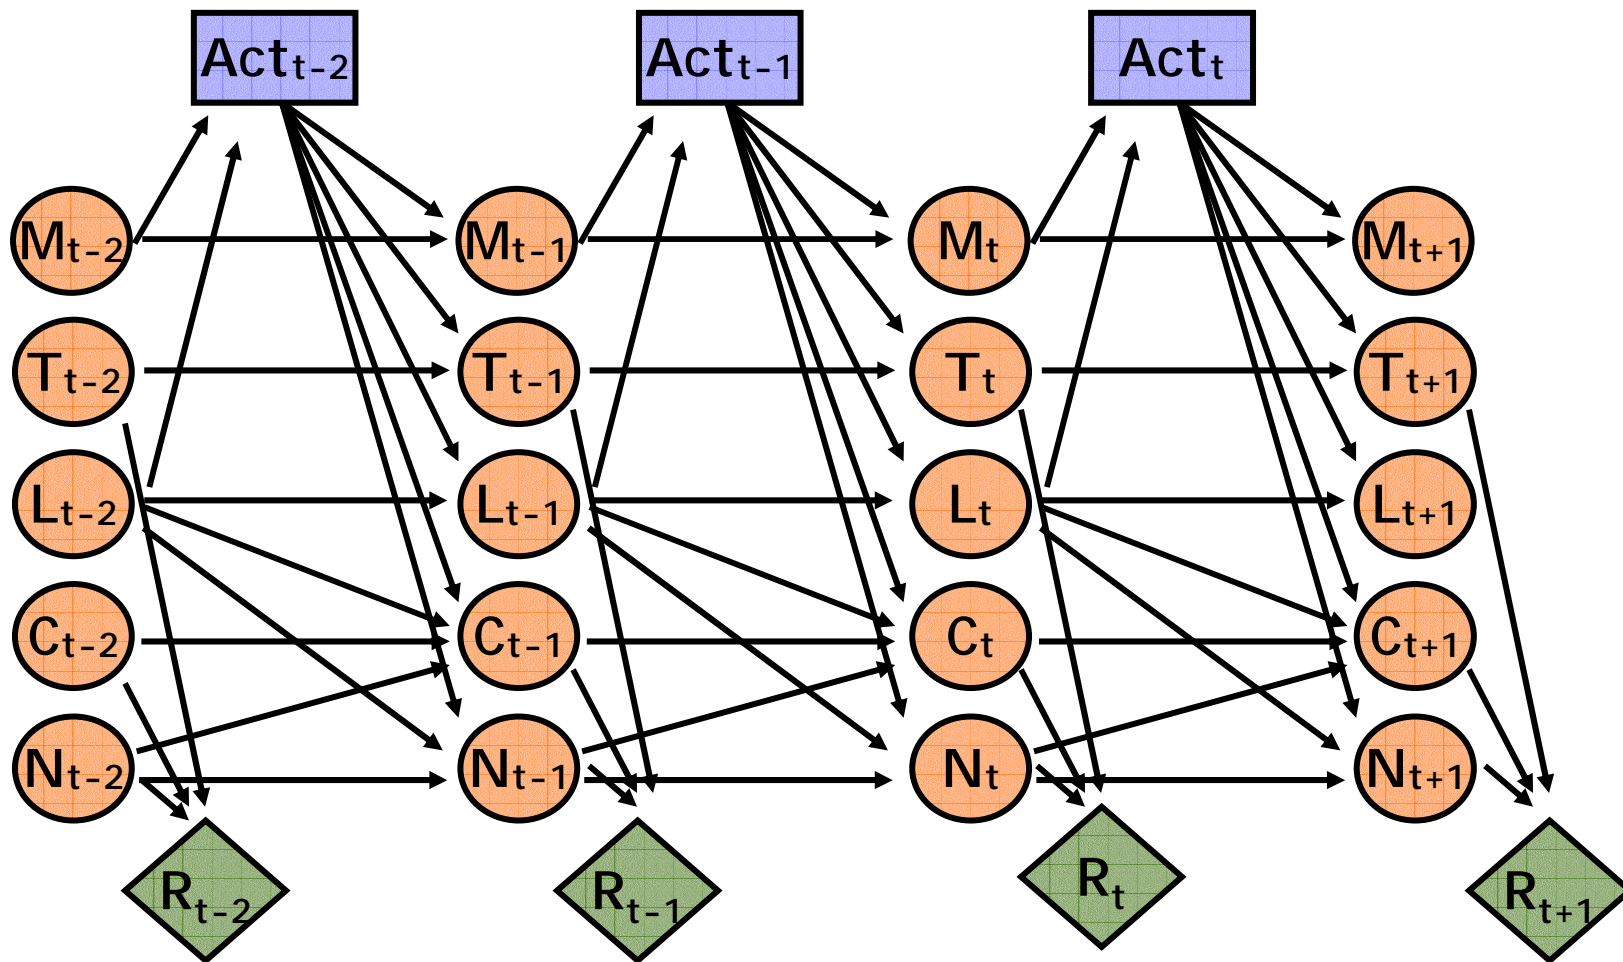 Act t-2 Act t-1 Act t
M t-2 M t-1 M t M t+1
T t-2 T t-1 T t T t+1
L t-2 L t-1 L t L t+1
C t-2 C t-1 C t C t+1
N t-2 N t-1 N t N t+1
R t-2 R t-1 R t R t+1